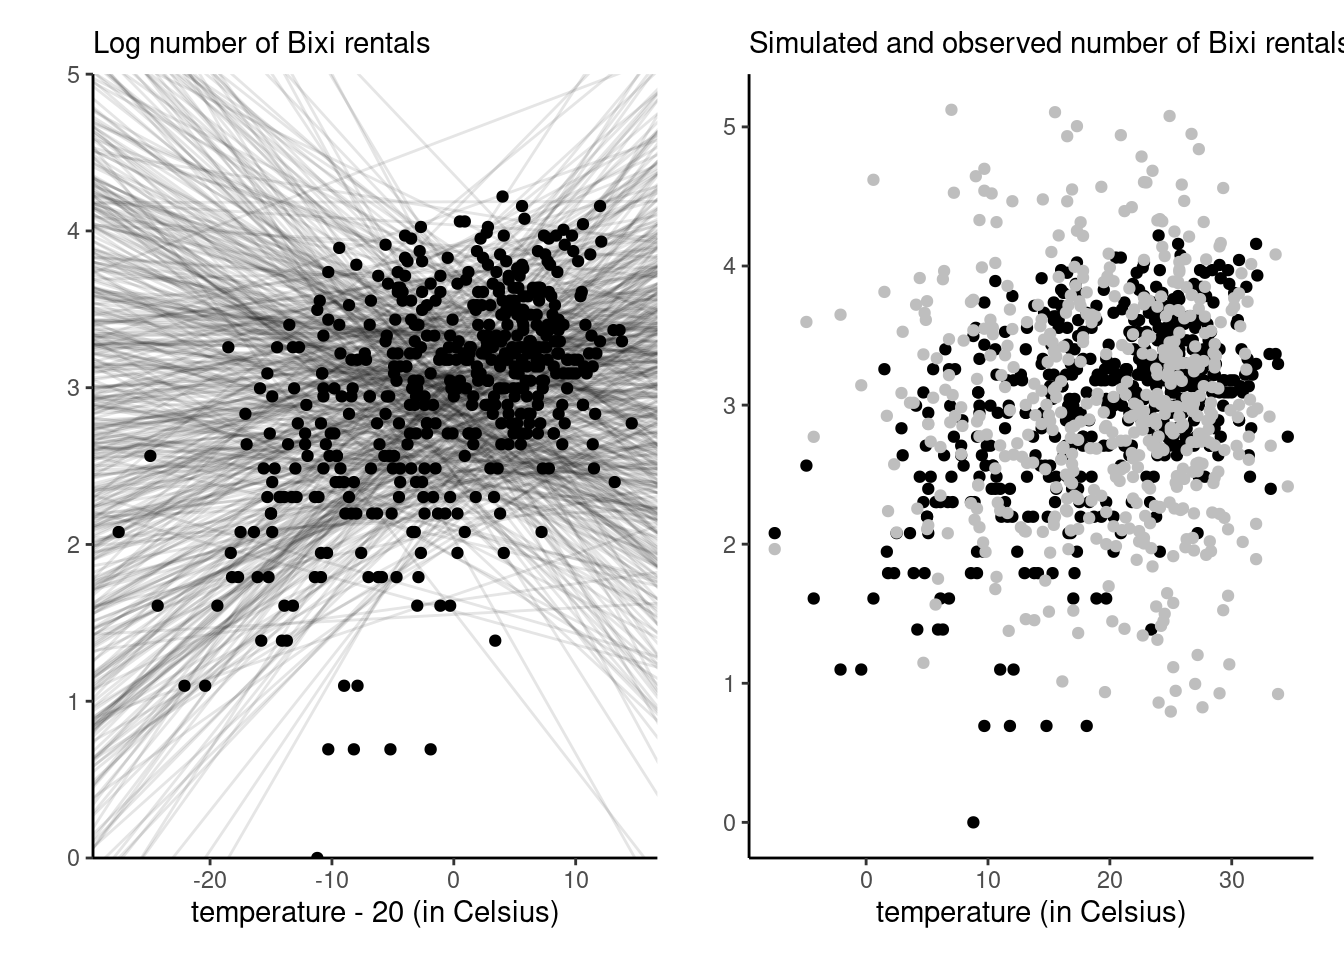 Log number of Bixi rentals
5
4
3
2
1
0
-20 -10 0 10
temperature - 20 (in Celsius)
Simulated and observed number of Bixi rentals
5
4
3
2
1
0
0 10 20 30
temperature (in Celsius)